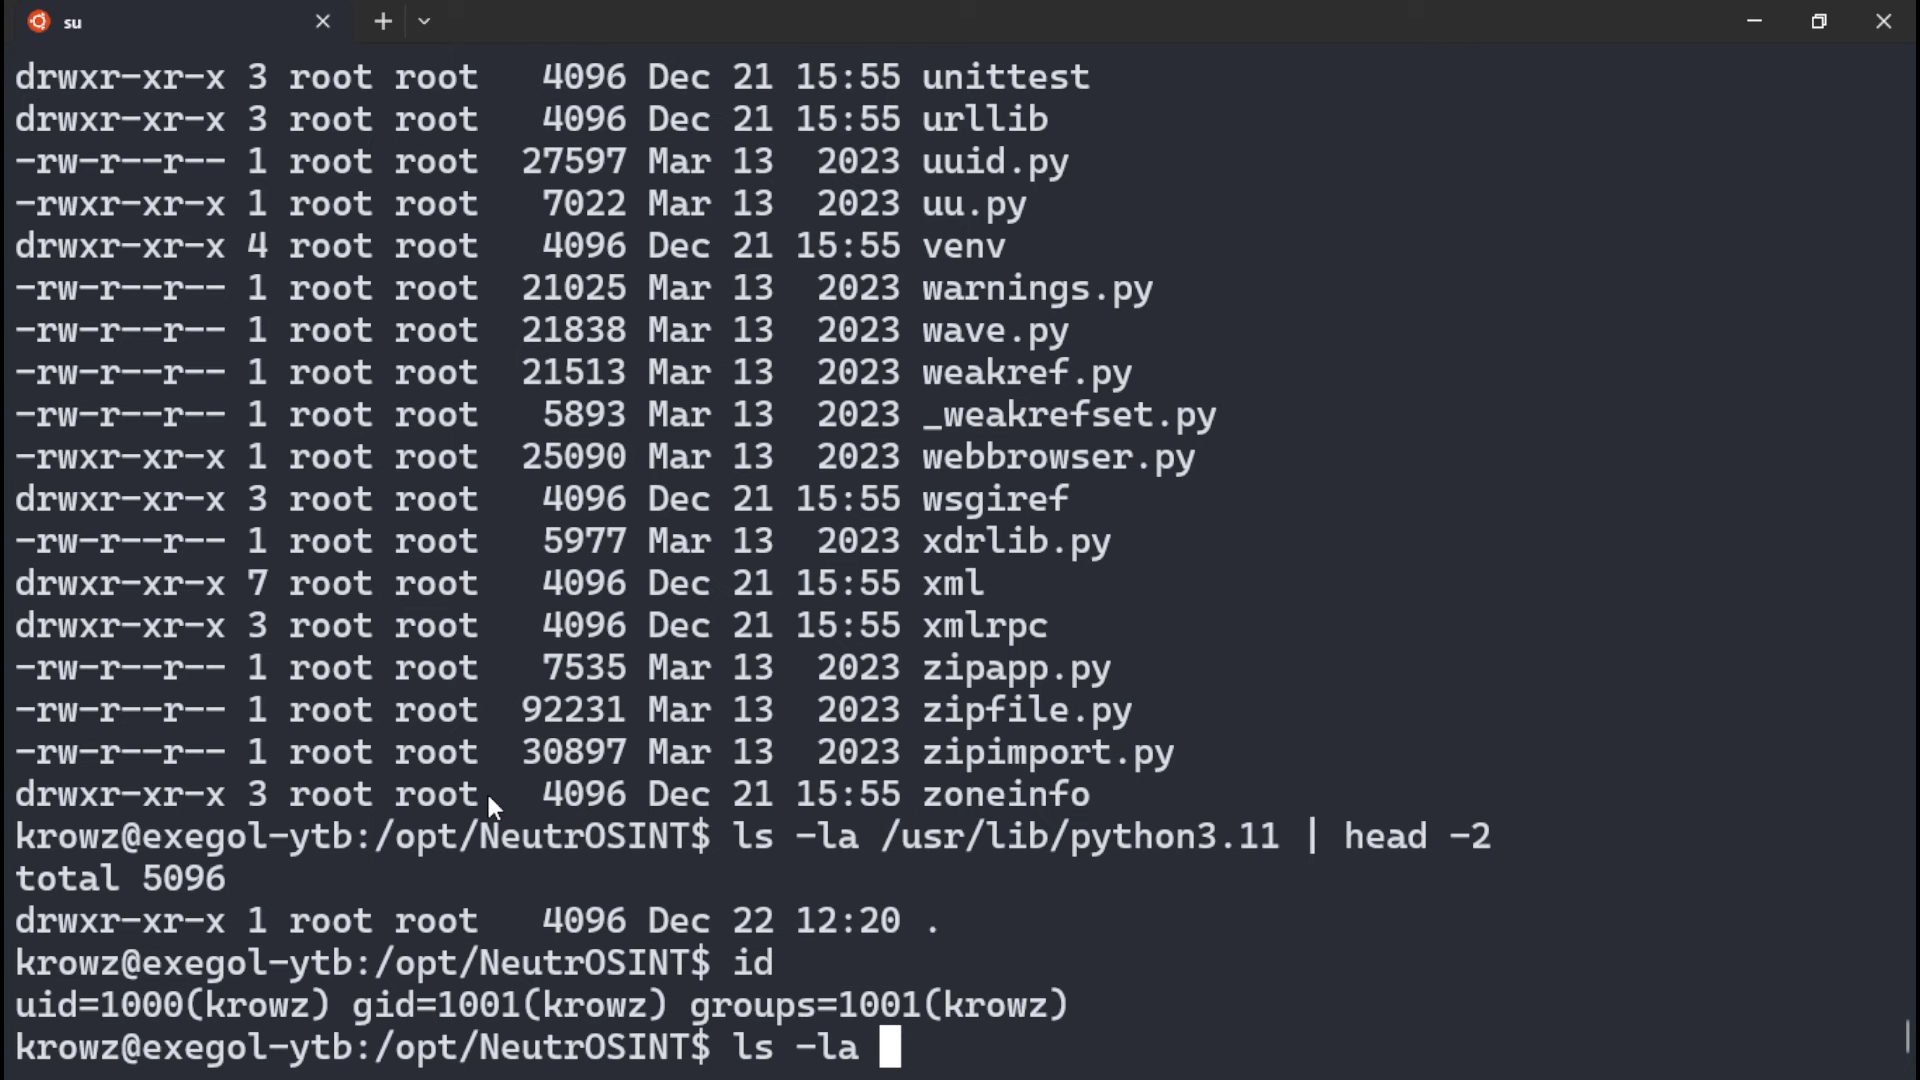 su
drwxr-xr-x 3 root root   4096 Dec 21 15:55 unittest
drwxr-xr-x 3 root root   4096 Dec 21 15:55 urllib
-rw-r--r-- 1 root root  27597 Mar 13  2023 uuid.py
-rwxr-xr-x 1 root root   7022 Mar 13  2023 uu.py
drwxr-xr-x 4 root root   4096 Dec 21 15:55 venv
-rw-r--r-- 1 root root  21025 Mar 13  2023 warnings.py
-rw-r--r-- 1 root root  21838 Mar 13  2023 wave.py
-rw-r--r-- 1 root root  21513 Mar 13  2023 weakref.py
-rw-r--r-- 1 root root   5893 Mar 13  2023 _weakrefset.py
-rwxr-xr-x 1 root root  25090 Mar 13  2023 webbrowser.py
drwxr-xr-x 3 root root   4096 Dec 21 15:55 wsgiref
-rw-r--r-- 1 root root   5977 Mar 13  2023 xdrlib.py
drwxr-xr-x 7 root root   4096 Dec 21 15:55 xml
drwxr-xr-x 3 root root   4096 Dec 21 15:55 xmlrpc
-rw-r--r-- 1 root root   7535 Mar 13  2023 zipapp.py
-rw-r--r-- 1 root root  92231 Mar 13  2023 zipfile.py
-rw-r--r-- 1 root root  30897 Mar 13  2023 zipimport.py
drwxr-xr-x 3 root root   4096 Dec 21 15:55 zoneinfo
krowz@exegol-ytb:/opt/NeutrOSINT$ ls -la /usr/lib/python3.11 | head -2
total 5096
drwxr-xr-x 1 root root   4096 Dec 22 12:20 .
krowz@exegol-ytb:/opt/NeutrOSINT$ id
uid=1000(krowz) gid=1001(krowz) groups=1001(krowz)
krowz@exegol-ytb:/opt/NeutrOSINT$ ls -la